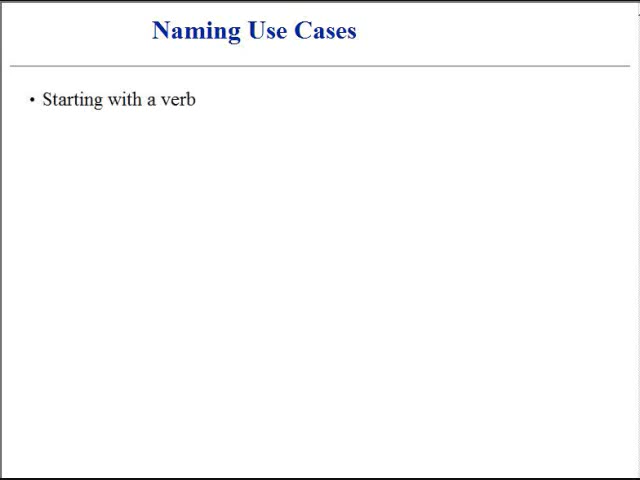 Naming Use Cases
• Starting with a verb